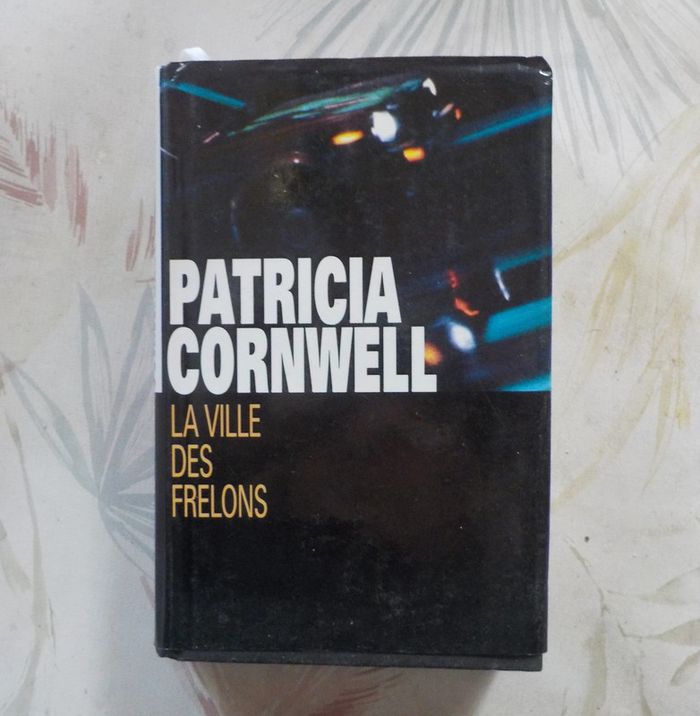 PATRICIA
CORNWELL
LA VILLE
DES
FRELONS